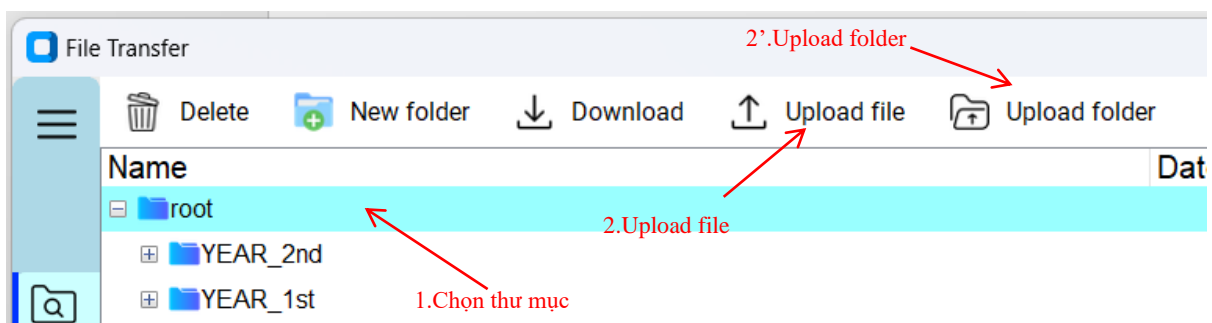 File Transfer
2’.Upload folder
Delete
New folder
Download
Upload file
Upload folder
Name
Dat
root
2.Upload file
YEAR_2nd
YEAR_1st
1.Chọn thư mục